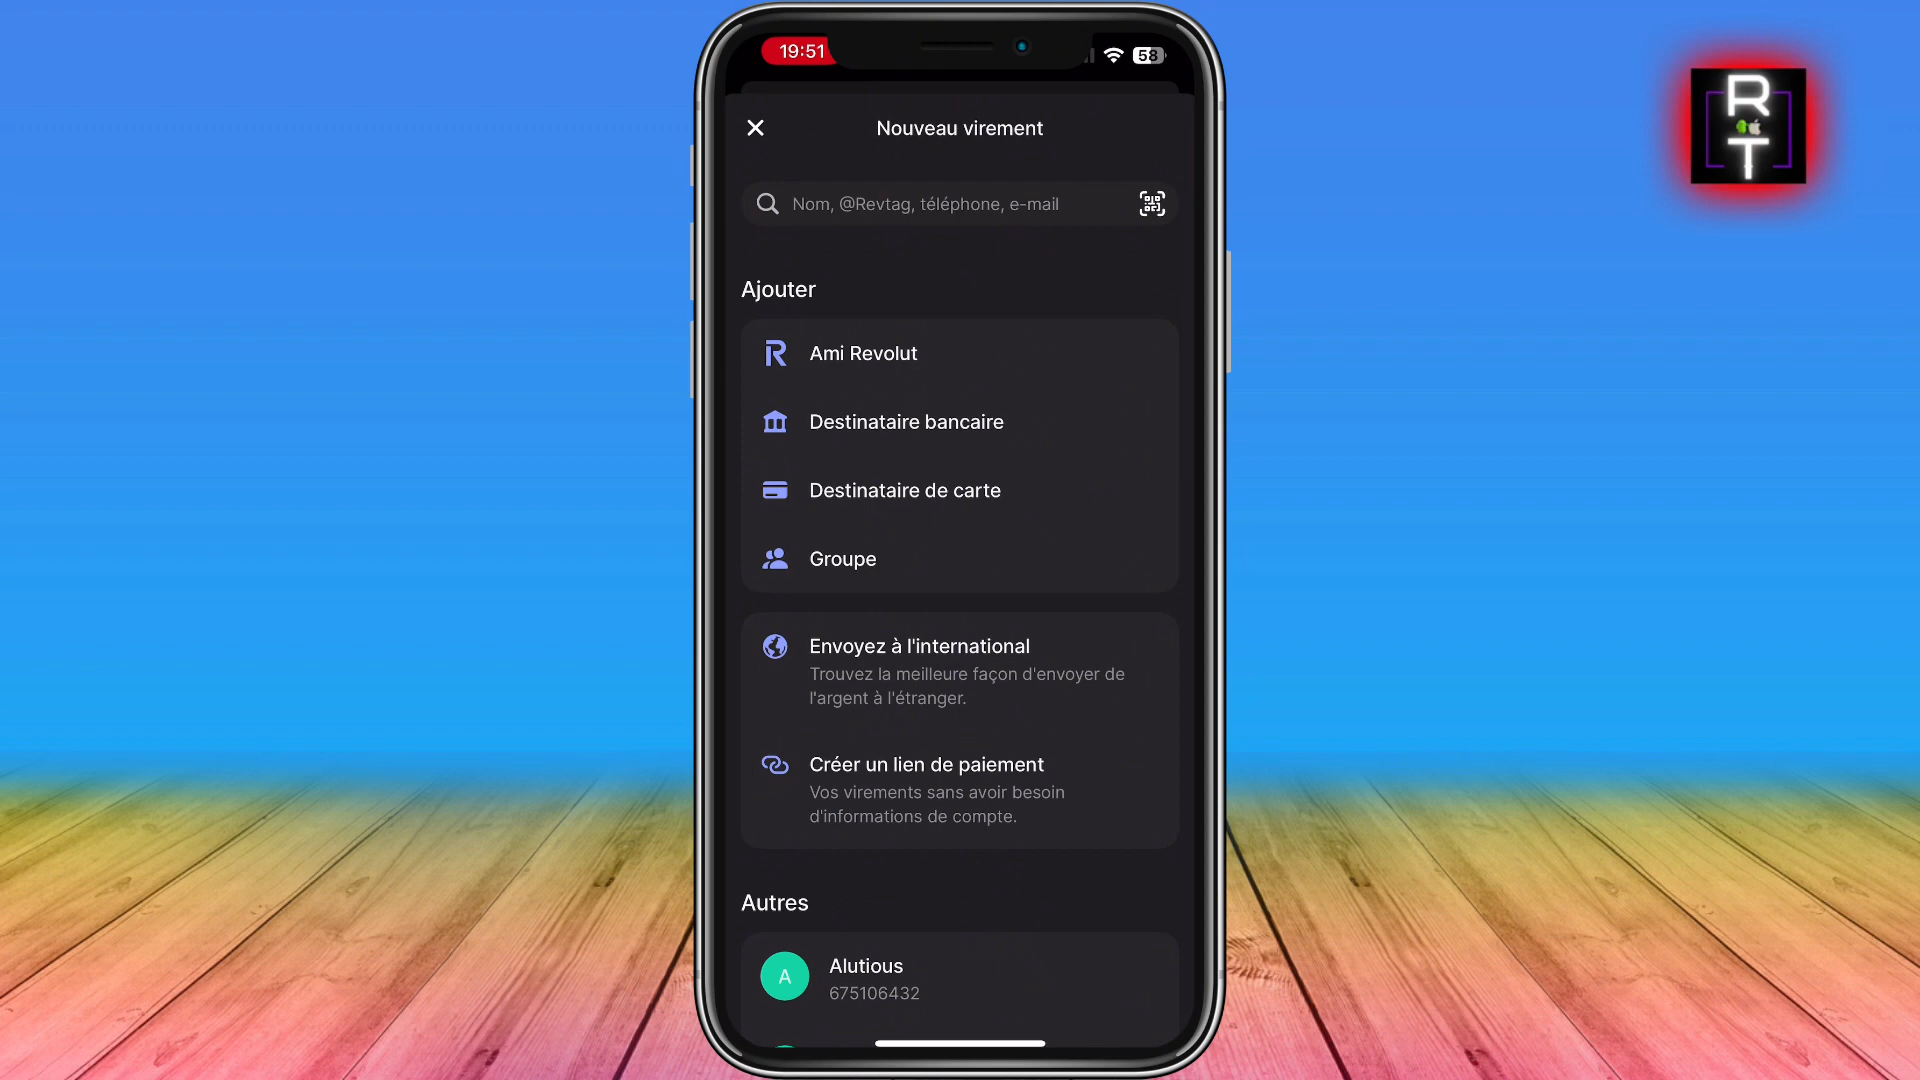 19:51
58
Nouveau virement
Nom, @Revtag, téléphone, e-mail
Ajouter
Ami Revolut
Destinataire bancaire
Destinataire de carte
Groupe
Envoyez à l'international
Trouvez la meilleure façon d'envoyer de
l'argent à l'étranger.
Créer un lien de paiement
Vos virements sans avoir besoin
d'informations de compte.
Autres
A
Alutious
675106432
R
T